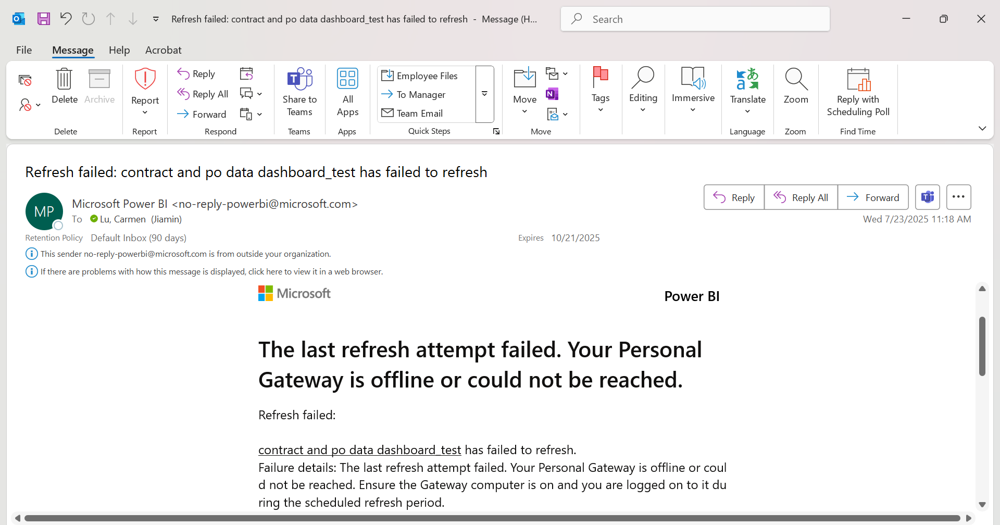 Refresh failed: contract and po data dashboard_test has failed to refresh - Message (H...
Search
File Message Help Acrobat
Delete
Archive
Delete
Report
Report
Reply
Reply All
Forward
Respond
Share to
Teams
Teams
All
Apps
Apps
Employee Files
To Manager
Team Email
Quick Steps
Move
Move
Tags
Editing
Immersive
Translate
Language
Zoom
Zoom
Reply with
Scheduling Poll
Find Time
Refresh failed: contract and po data dashboard_test has failed to refresh
MP
Microsoft Power BI <no-reply-powerbi@microsoft.com>
To Lu, Carmen (Jiamin)
Reply
Reply All
Forward
Wed 7/23/2025 11:18 AM
Retention Policy Default Inbox (90 days)
Expires 10/21/2025
This sender no-reply-powerbi@microsoft.com is from outside your organization.
If there are problems with how this message is displayed, click here to view it in a web browser.
Microsoft
Power BI
The last refresh attempt failed. Your Personal
Gateway is offline or could not be reached.
Refresh failed:
contract and po data dashboard_test has failed to refresh.
Failure details: The last refresh attempt failed. Your Personal Gateway is offline or coul
d not be reached. Ensure the Gateway computer is on and you are logged on to it du
ring the scheduled refresh period.